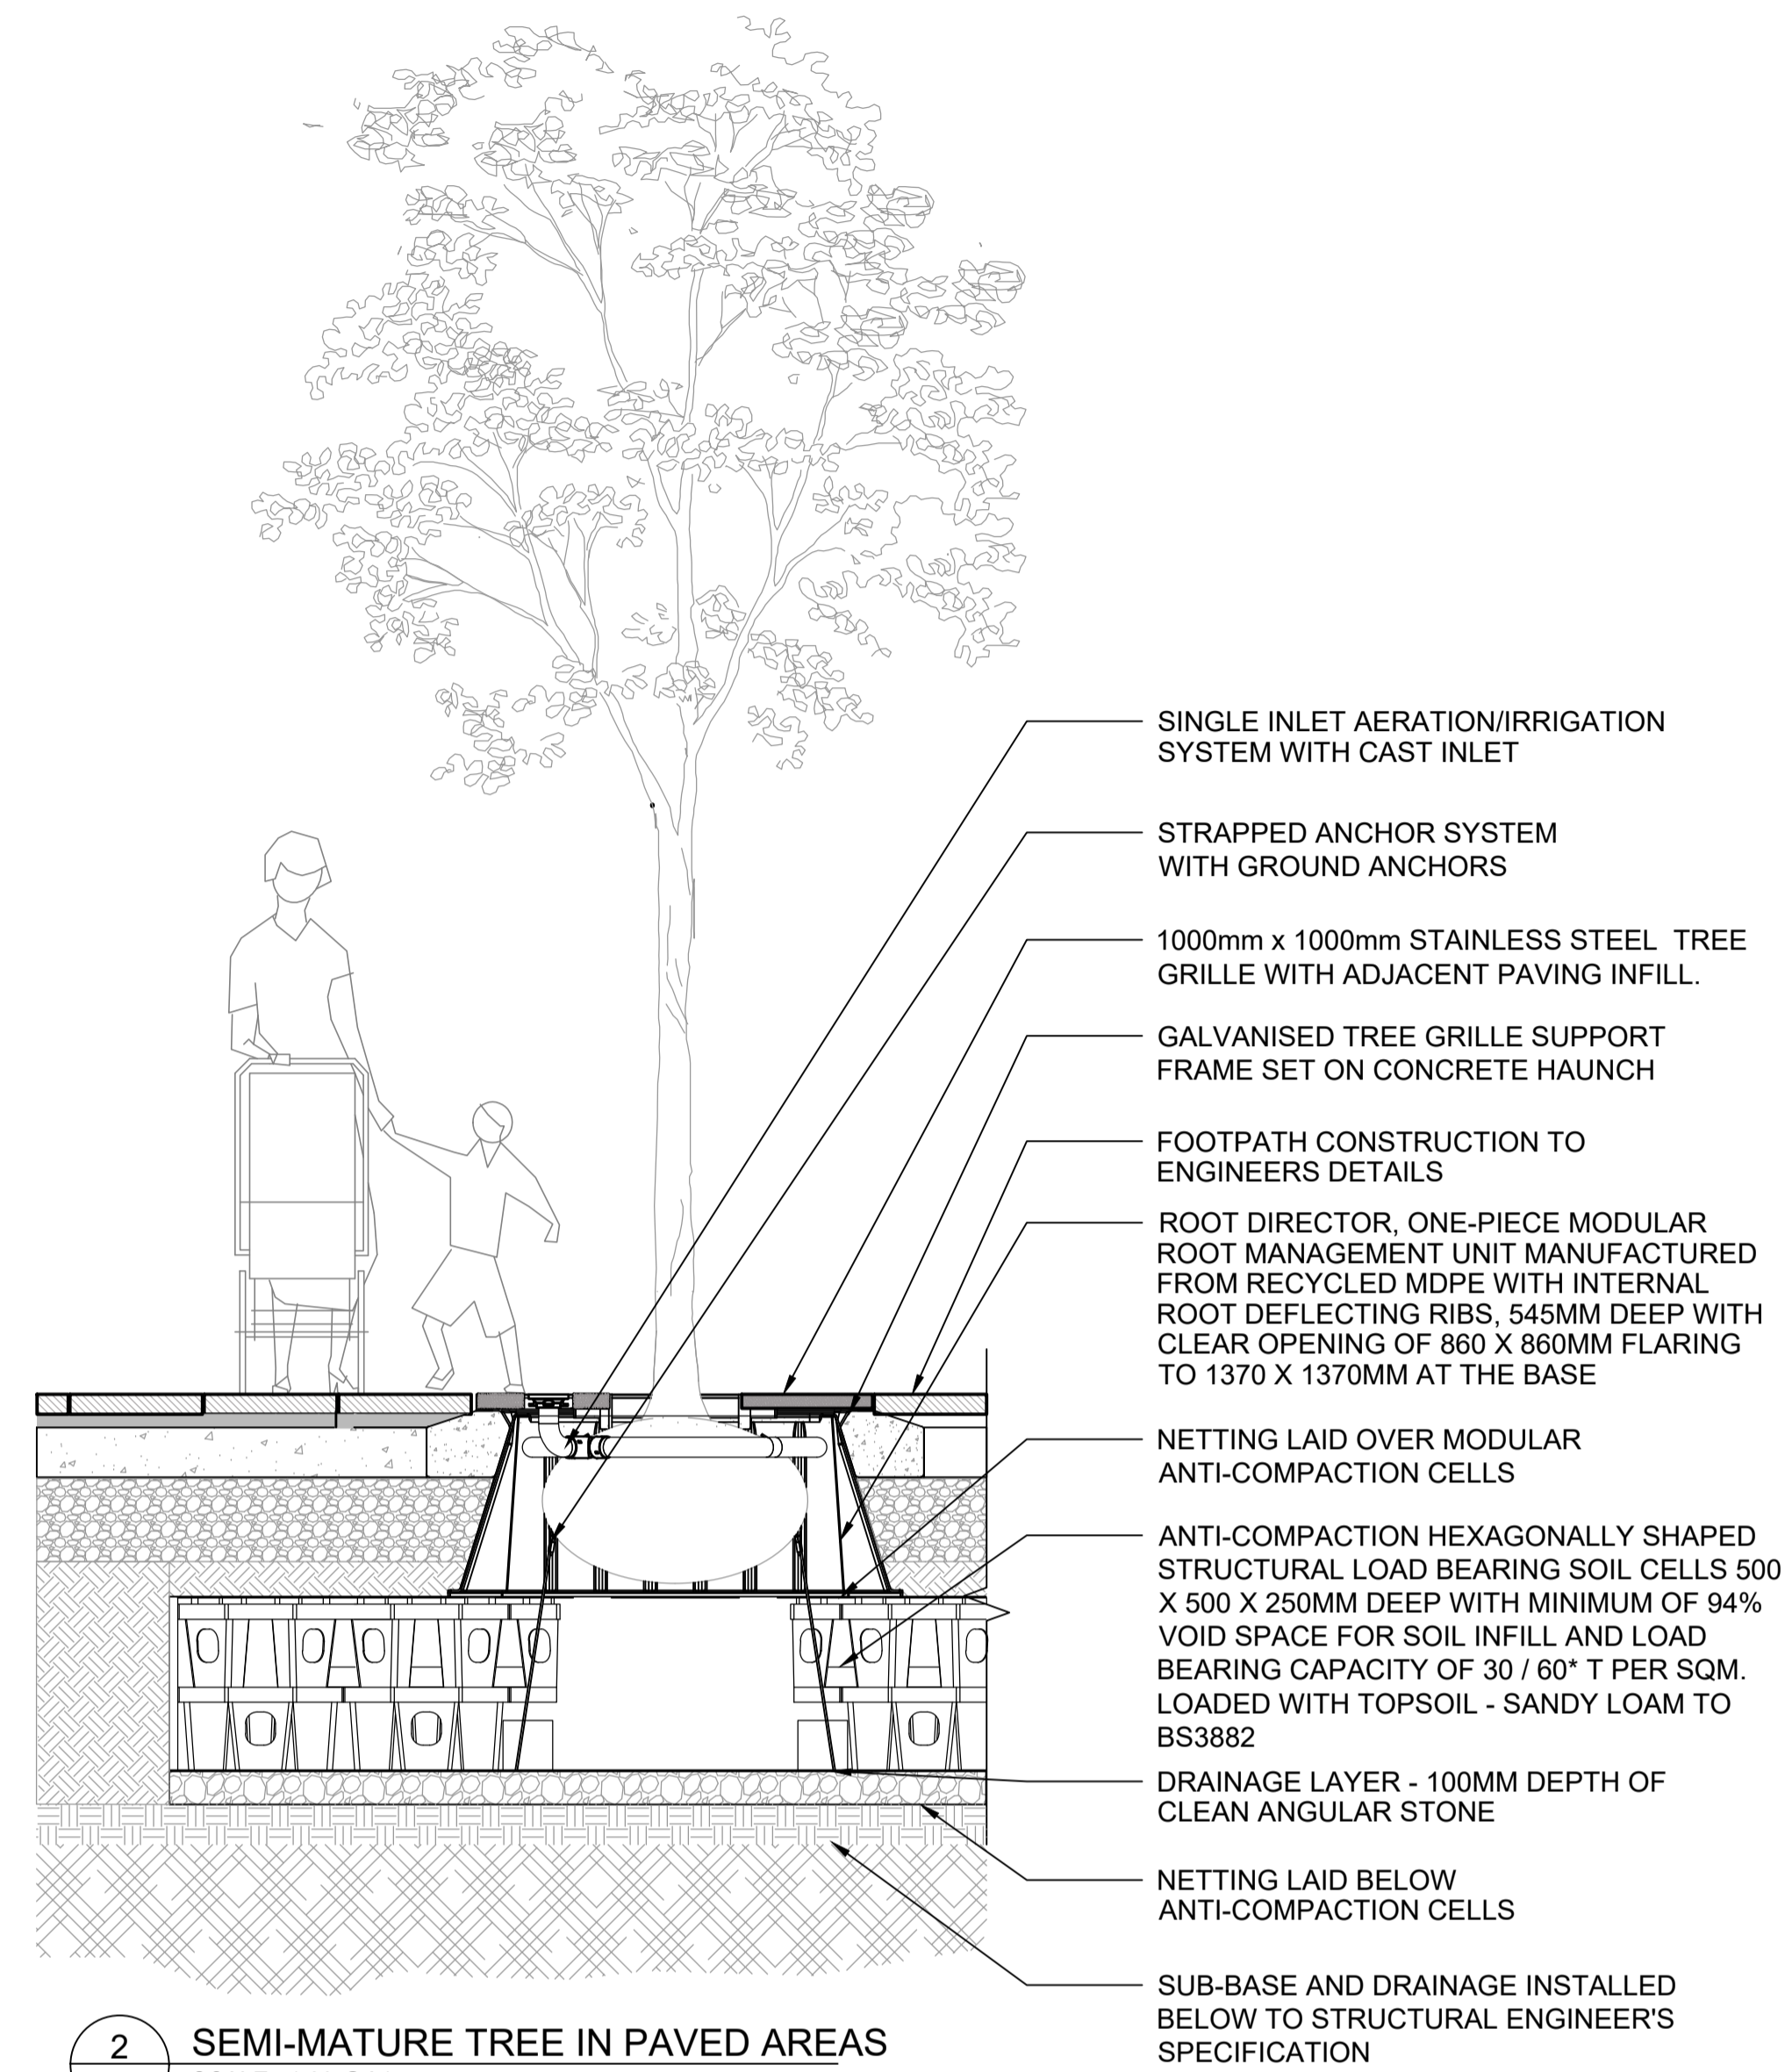 SINGLE INLET AERATION/IRRIGATION
SYSTEM WITH CAST INLET
STRAPPED ANCHOR SYSTEM
WITH GROUND ANCHORS
1000mm x 1000mm STAINLESS STEEL TREE
GRILLE WITH ADJACENT PAVING INFILL.
GALVANISED TREE GRILLE SUPPORT
FRAME SET ON CONCRETE HAUNCH
FOOTPATH CONSTRUCTION TO
ENGINEERS DETAILS
ROOT DIRECTOR, ONE-PIECE MODULAR
ROOT MANAGEMENT UNIT MANUFACTURED
FROM RECYCLED MDPE WITH INTERNAL
ROOT DEFLECTING RIBS, 545MM DEEP WITH
CLEAR OPENING OF 860 X 860MM FLARING
TO 1370 X 1370MM AT THE BASE
NETTING LAID OVER MODULAR
ANTI-COMPACTION CELLS
ANTI-COMPACTION HEXAGONALLY SHAPED
STRUCTURAL LOAD BEARING SOIL CELLS 500
X 500 X 250MM DEEP WITH MINIMUM OF 94%
VOID SPACE FOR SOIL INFILL AND LOAD
BEARING CAPACITY OF 30 / 60* T PER SQM.
LOADED WITH TOPSOIL - SANDY LOAM TO
BS3882
DRAINAGE LAYER - 100MM DEPTH OF
CLEAN ANGULAR STONE
NETTING LAID BELOW
ANTI-COMPACTION CELLS
SUB-BASE AND DRAINAGE INSTALLED
BELOW TO STRUCTURAL ENGINEER'S
SPECIFICATION
2 SEMI-MATURE TREE IN PAVED AREAS